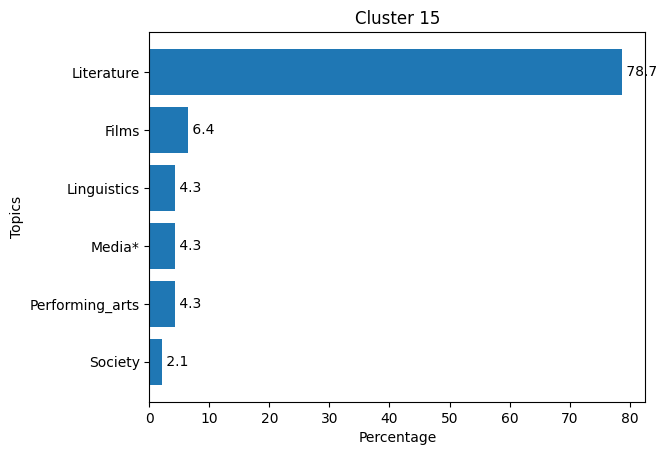 Cluster 15
Topics
Literature 78.7
Films 6.4
Linguistics 4.3
Media* 4.3
Performing_arts 4.3
Society 2.1
0 10 20 30 40 50 60 70 80
Percentage